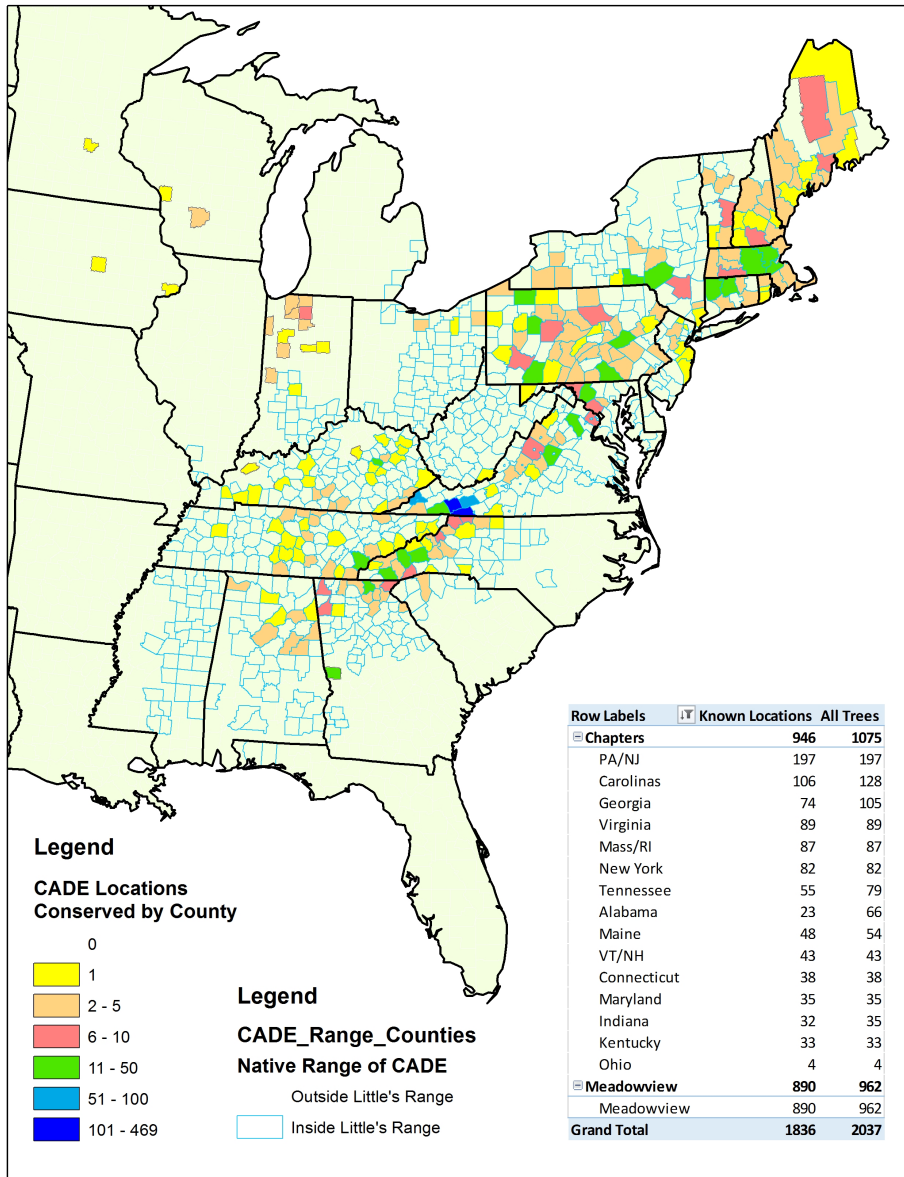 Row Labels Known Locations All Trees
Chapters 946 1075
PA/NJ 197 197
Carolinas 106 128
Georgia 74 105
Virginia 89 89
Mass/RI 87 87
New York 82 82
Tennessee 55 79
Alabama 23 66
Maine 48 54
VT/NH 43 43
Connecticut 38 38
Maryland 35 35
Indiana 32 35
Kentucky 33 33
Ohio 4 4
Meadowview 890 962
Meadowview 890 962
Grand Total 1836 2037
Legend
CADE Locations
Conserved by County
0
1
2 - 5
6 - 10
11 - 50
51 - 100
101 - 469
Legend
CADE_Range_Counties
Native Range of CADE
Outside Little's Range
Inside Little's Range